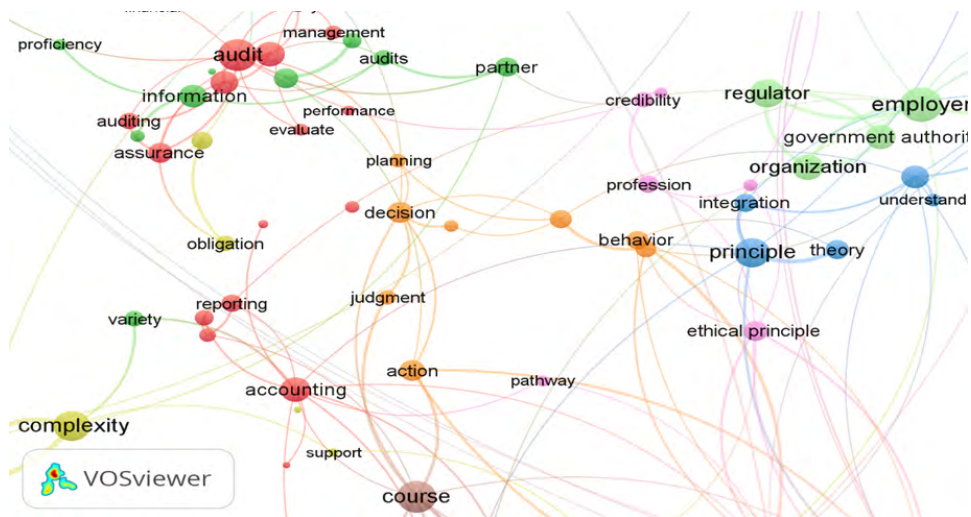 management
proficiency
audit
audits
partner
information
credibility
regulator
employer
performance
auditing
evaluate
government authorit
assurance
planning
organization
profession
integration
understand
decision
obligation
behavior
principle
theory
judgment
reporting
variety
ethical principle
action
pathway
accounting
complexity
support
VOSviewer
course